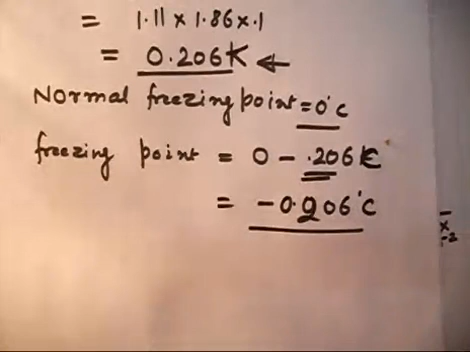 = 1.11 x 1.86 x .1
= 0.206K ←
Normal freezing point = 0°c
freezing point = 0 - .206K
= -0.206°C